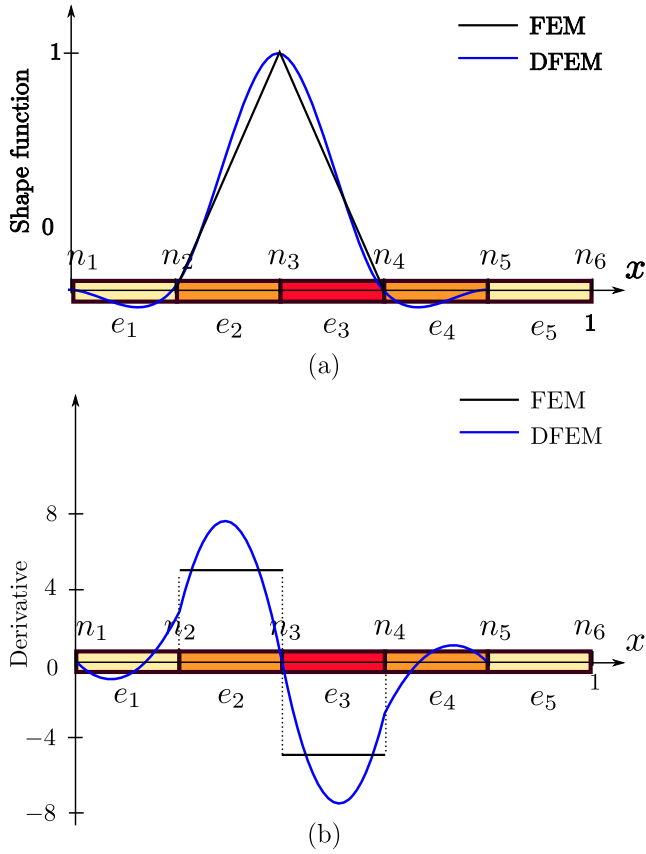 FEM
DFEM
1
Shape function
0
n1 n2 n3 n4 n5 n6
x
e1 e2 e3 e4 e5 1
(a)
FEM
DFEM
8
4
Derivative
n1 n2 n3 n4 n5 n6
x
0
1
e1 e2 e3 e4 e5
−4
−8
(b)